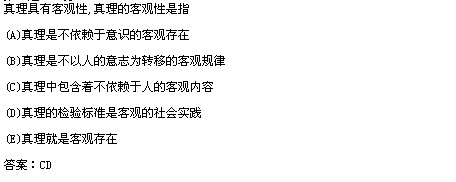 真理具有客观性,真理的客观性是指
(A)真理是不依赖于意识的客观存在
(B)真理是不以人的意志为转移的客观规律
(C)真理中包含着不依赖于人的客观内容
(D)真理的检验标准是客观的社会实践
(E)真理就是客观存在
答案：CD